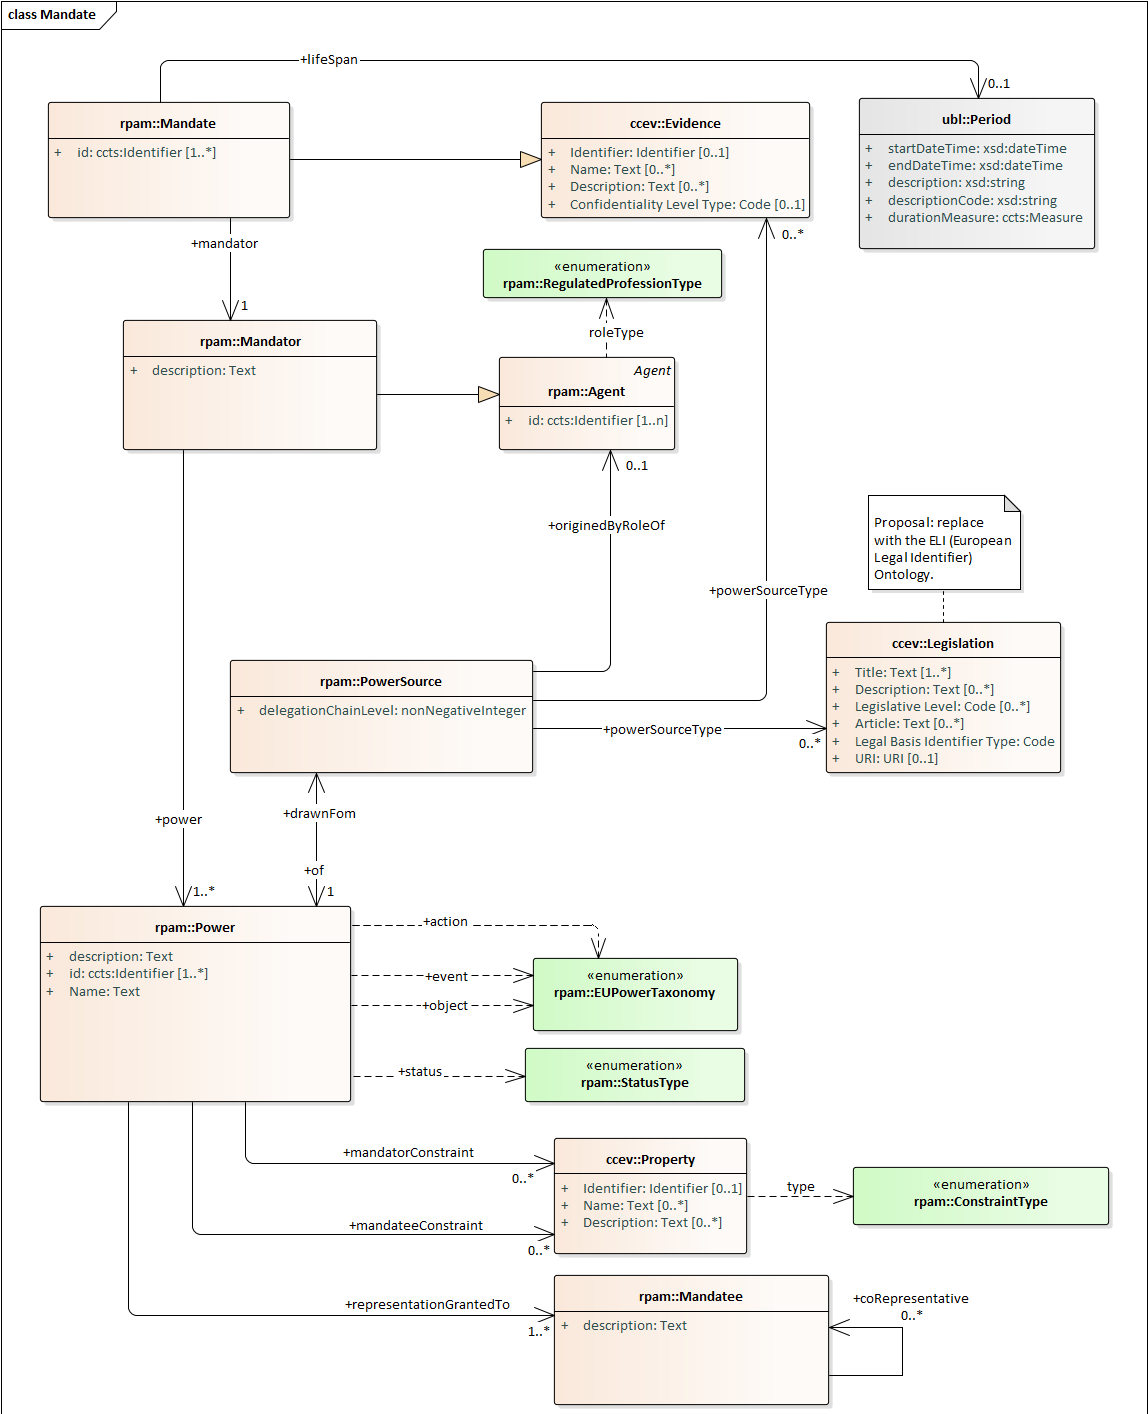 class Mandate
+lifeSpan
0..1
rpam::Mandate
+ id: ccts:Identifier [1..*]
ccev::Evidence
+ Identifier: Identifier [0..1]
+ Name: Text [0..*]
+ Description: Text [0..*]
+ Confidentiality Level Type: Code [0..1]
ubl::Period
+ startDateTime: xsd:dateTime
+ endDateTime: xsd:dateTime
+ description: xsd:string
+ descriptionCode: xsd:string
+ durationMeasure: ccts:Measure
+mandator
1
0..*
«enumeration»
rpam::RegulatedProfessionType
roleType
rpam::Mandator
+ description: Text
Agent
rpam::Agent
+ id: ccts:Identifier [1..n]
0..1
+originedByRoleOf
Proposal: replace
with the ELI (European
Legal Identifier)
Ontology.
+powerSourceType
ccev::Legislation
+ Title: Text [1..*]
+ Description: Text [0..*]
+ Legislative Level: Code [0..*]
+ Article: Text [0..*]
+ Legal Basis Identifier Type: Code
+ URI: URI [0..1]
rpam::PowerSource
+ delegationChainLevel: nonNegativeInteger
+powerSourceType
0..*
+drawnFom
+power
+of
1..*
1
rpam::Power
+ description: Text
+ id: ccts:Identifier [1..*]
+ Name: Text
+action
+event
+object
«enumeration»
rpam::EUPowerTaxonomy
+status
«enumeration»
rpam::StatusType
+mandatorConstraint
0..*
ccev::Property
+ Identifier: Identifier [0..1]
+ Name: Text [0..*]
+ Description: Text [0..*]
type
«enumeration»
rpam::ConstraintType
+mandateeConstraint
0..*
+representationGrantedTo
1..*
rpam::Mandatee
+ description: Text
+coRepresentative
0..*